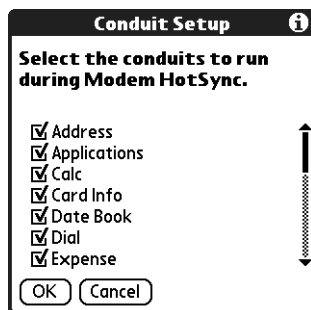 Conduit Setup
Select the conduits to run
during Modem HotSync.
Address
Applications
Calc
Card Info
Date Book
Dial
Expense
OK Cancel